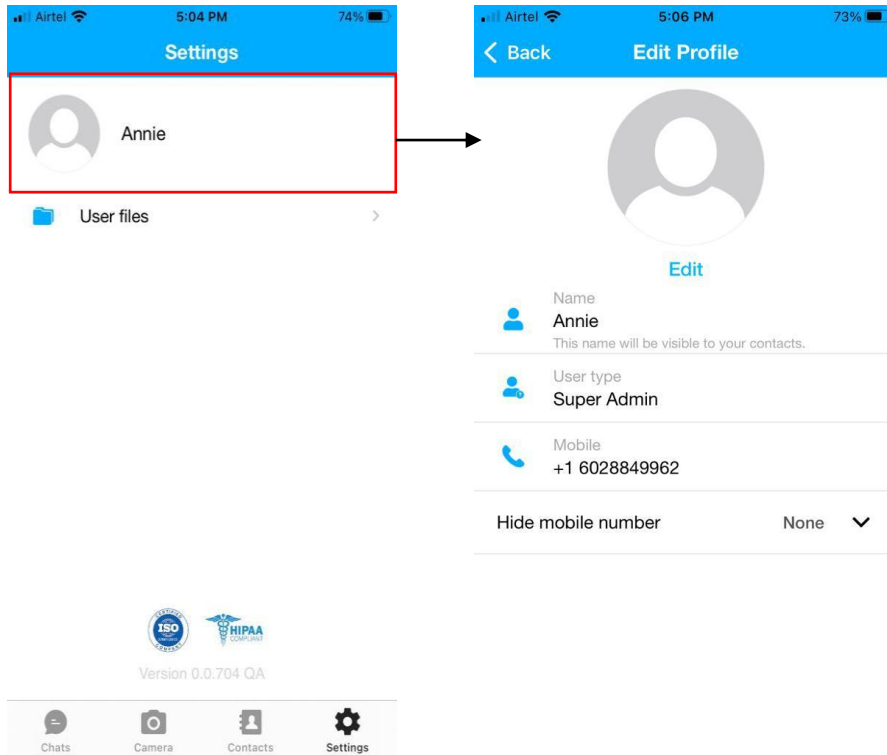 Airtel 5:04 PM 74%
Settings
Annie
User files
ISO
HIPAA
COMPLIANT
Version 0.0.704 QA
Chats Camera Contacts Settings
Airtel 5:06 PM 73%
Back Edit Profile
Edit
Name
Annie
This name will be visible to your contacts.
User type
Super Admin
Mobile
+1 6028849962
Hide mobile number None